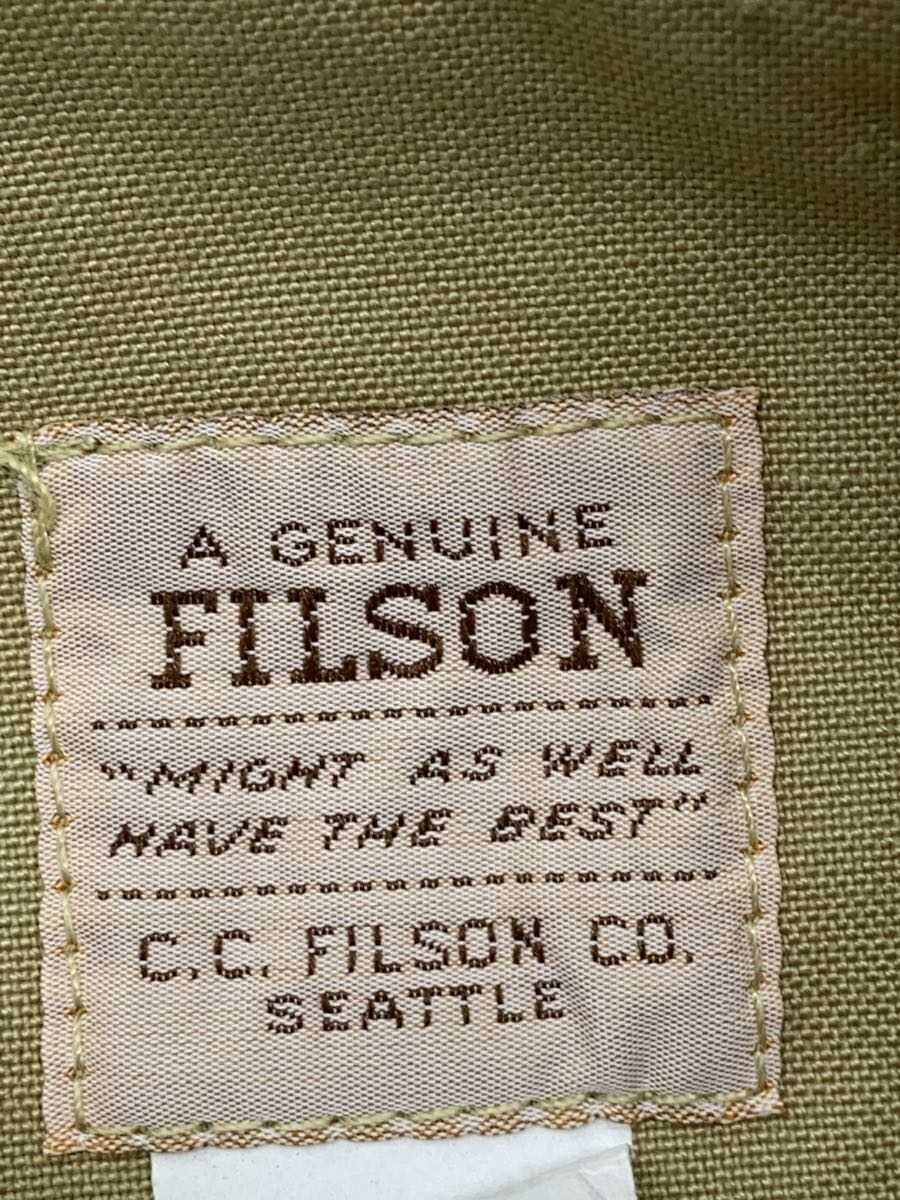 A GENUINE
FILSON
"MIGHT AS WELL
HAVE THE BEST"
C.C. FILSON CO.
SEATTLE